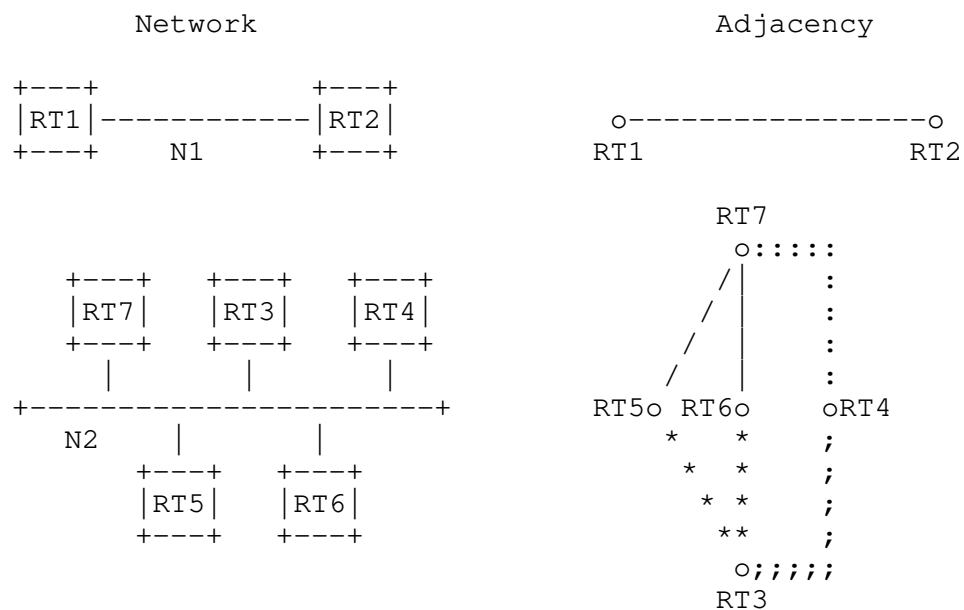 Network Adjacency
RT1 RT2
N1 RT1 RT2
RT7
RT7 RT3 RT4
RT5 RT6 RT4
N2
RT5 RT6
RT3